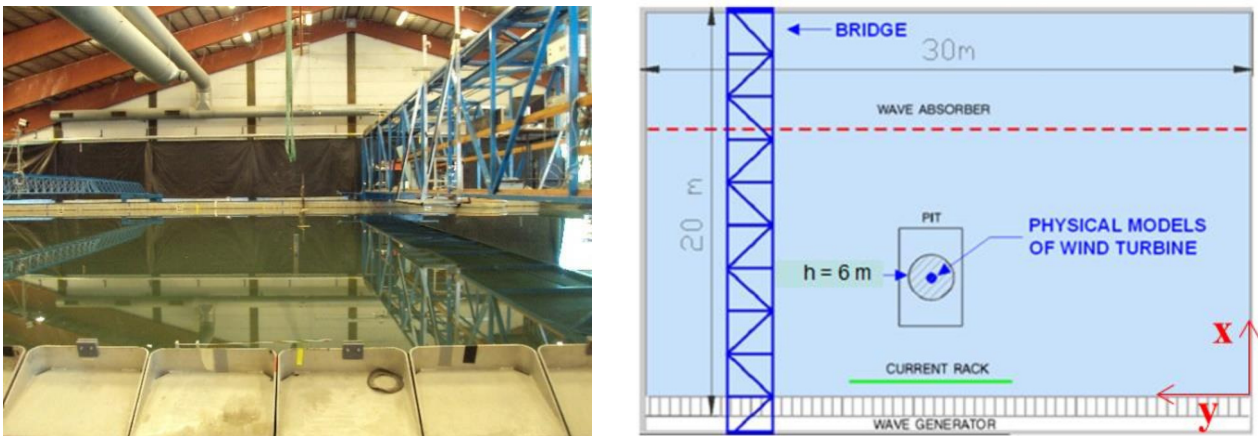 BRIDGE
30m
WAVE ABSORBER
20 m
PIT
PHYSICAL MODELS
OF WIND TURBINE
h = 6 m
x
CURRENT RACK
y
WAVE GENERATOR